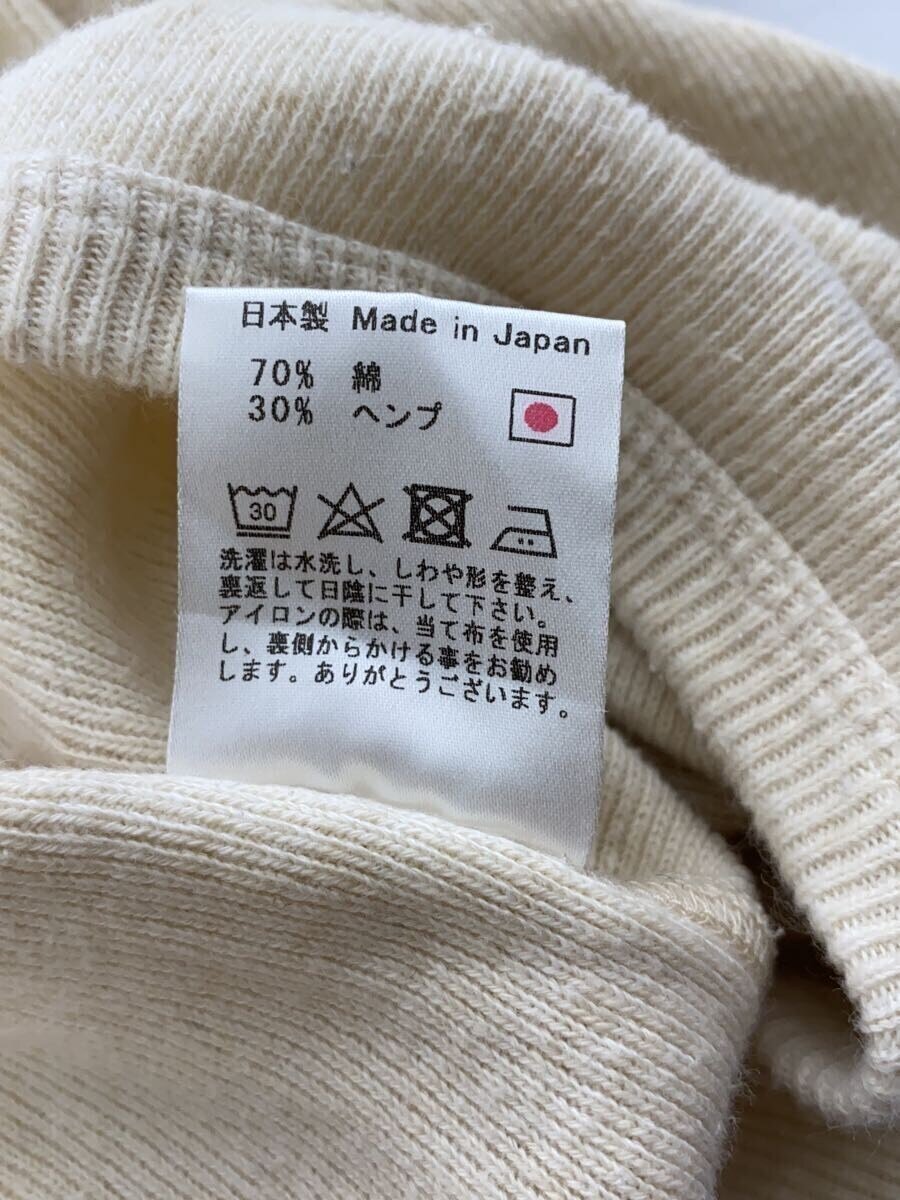 日本製 Made in Japan
70% 綿
30% ヘンプ
30
洗濯は水洗し、しわや形を整え、
裏返して日陰に干して下さい。
アイロンの際は、当て布を使用
し、裏側からかける事をお勧め
します。ありがとうございます。